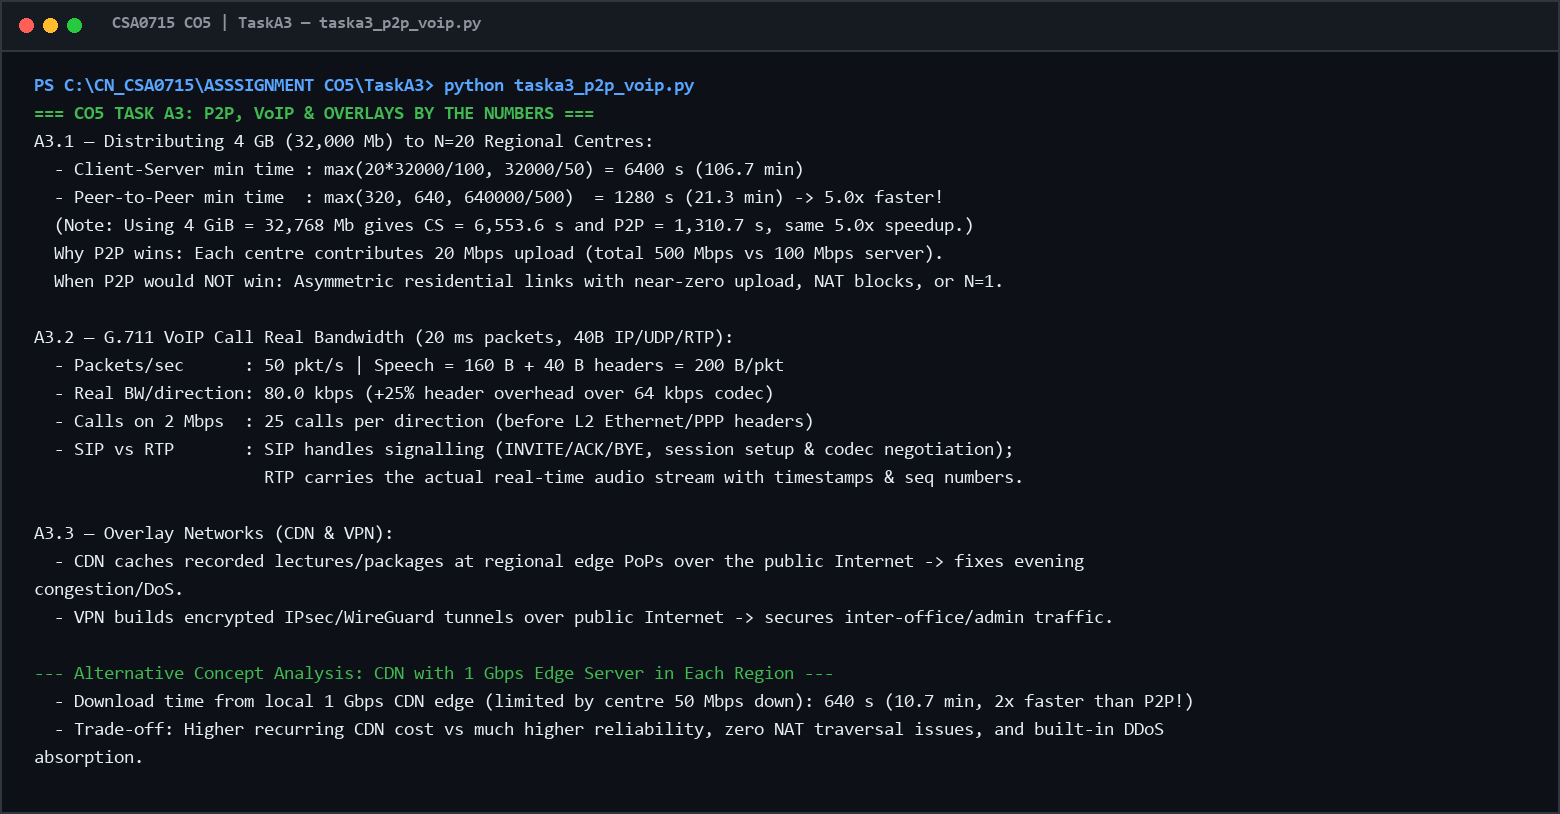 CSA0715 CO5 | TaskA3 — taska3_p2p_voip.py
PS C:\CN_CSA0715\ASSSIGNMENT CO5\TaskA3> python taska3_p2p_voip.py
=== CO5 TASK A3: P2P, VoIP & OVERLAYS BY THE NUMBERS ===
A3.1 — Distributing 4 GB (32,000 Mb) to N=20 Regional Centres:
  - Client-Server min time : max(20*32000/100, 32000/50) = 6400 s (106.7 min)
  - Peer-to-Peer min time  : max(320, 640, 640000/500)  = 1280 s (21.3 min) -> 5.0x faster!
  (Note: Using 4 GiB = 32,768 Mb gives CS = 6,553.6 s and P2P = 1,310.7 s, same 5.0x speedup.)
  Why P2P wins: Each centre contributes 20 Mbps upload (total 500 Mbps vs 100 Mbps server).
  When P2P would NOT win: Asymmetric residential links with near-zero upload, NAT blocks, or N=1.
A3.2 — G.711 VoIP Call Real Bandwidth (20 ms packets, 40B IP/UDP/RTP):
  - Packets/sec      : 50 pkt/s | Speech = 160 B + 40 B headers = 200 B/pkt
  - Real BW/direction: 80.0 kbps (+25% header overhead over 64 kbps codec)
  - Calls on 2 Mbps  : 25 calls per direction (before L2 Ethernet/PPP headers)
  - SIP vs RTP       : SIP handles signalling (INVITE/ACK/BYE, session setup & codec negotiation);
                       RTP carries the actual real-time audio stream with timestamps & seq numbers.
A3.3 — Overlay Networks (CDN & VPN):
  - CDN caches recorded lectures/packages at regional edge PoPs over the public Internet -> fixes evening
congestion/DoS.
  - VPN builds encrypted IPsec/WireGuard tunnels over public Internet -> secures inter-office/admin traffic.
--- Alternative Concept Analysis: CDN with 1 Gbps Edge Server in Each Region ---
  - Download time from local 1 Gbps CDN edge (limited by centre 50 Mbps down): 640 s (10.7 min, 2x faster than P2P!)
  - Trade-off: Higher recurring CDN cost vs much higher reliability, zero NAT traversal issues, and built-in DDoS
absorption.